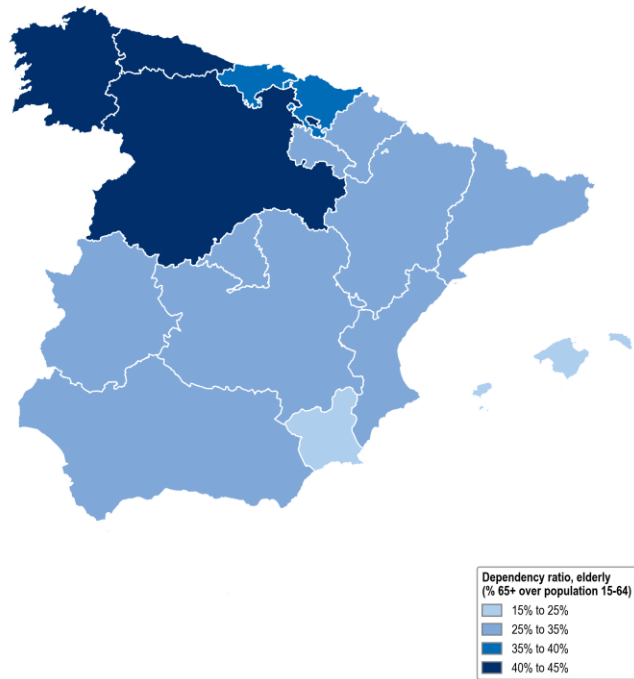 Dependency ratio, elderly
(% 65+ over population 15-64)
15% to 25%
25% to 35%
35% to 40%
40% to 45%